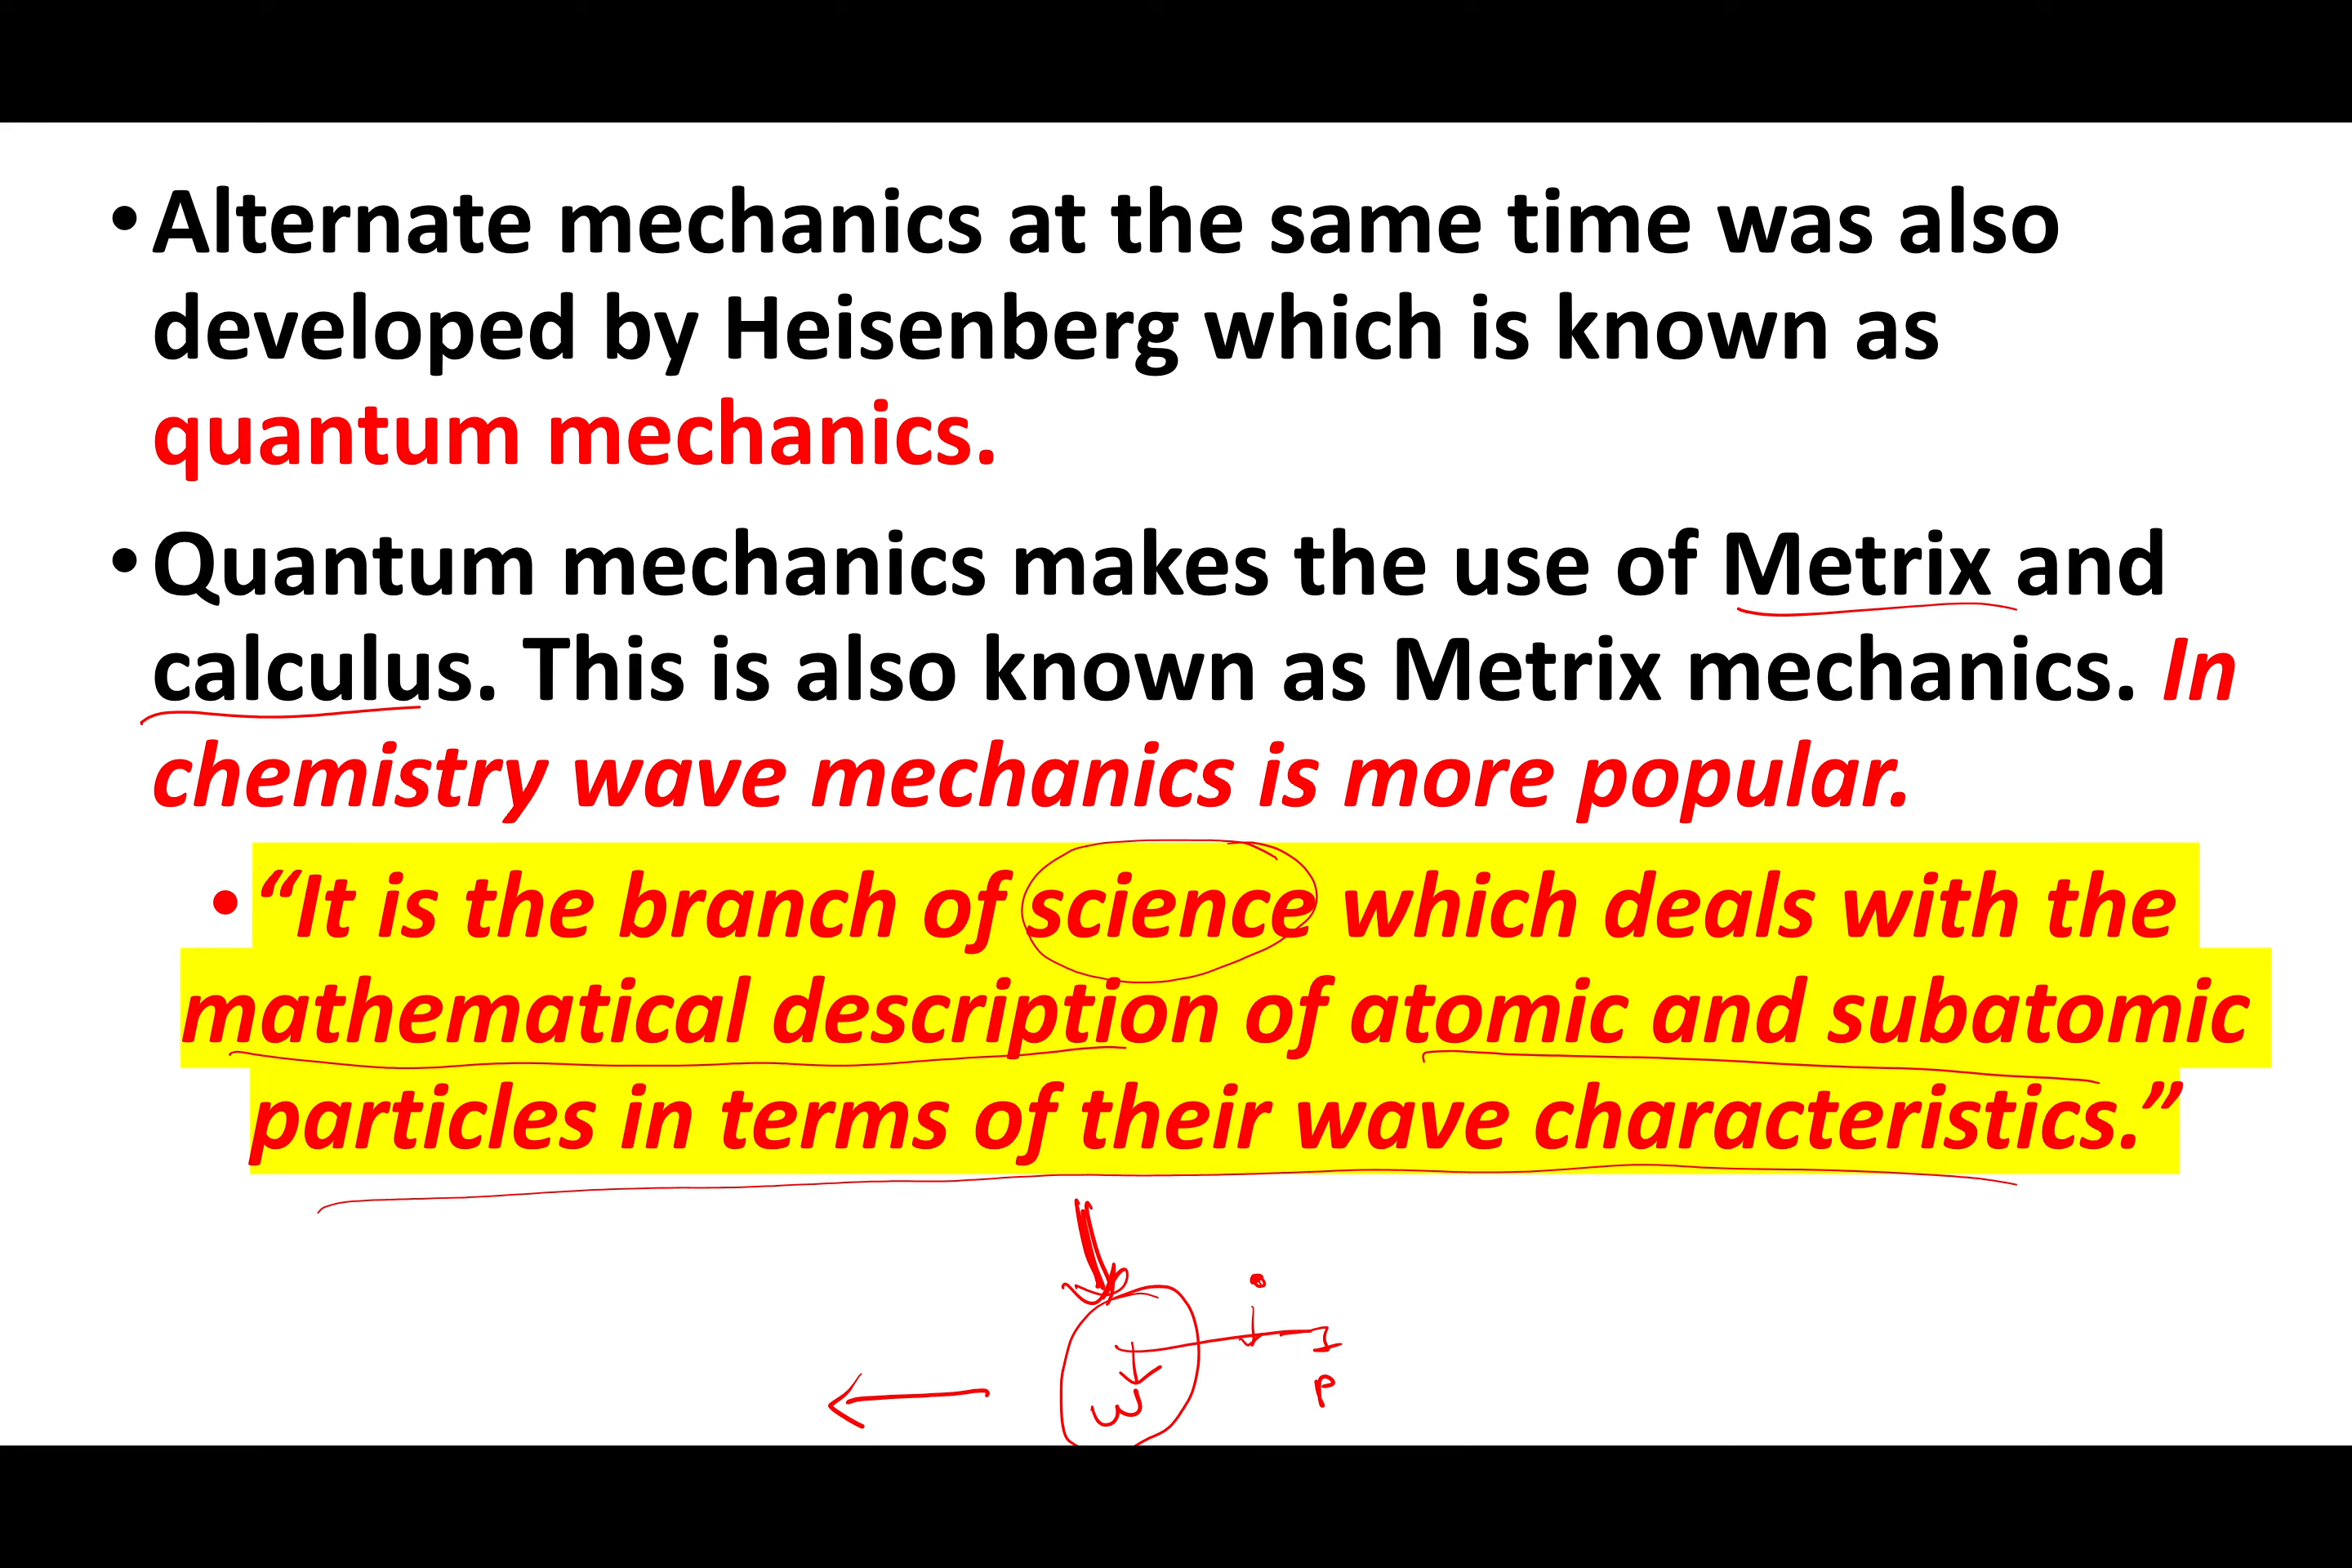 • Alternate mechanics at the same time was also
developed by Heisenberg which is known as
quantum mechanics.
• Quantum mechanics makes the use of Metrix and
calculus. This is also known as Metrix mechanics. In
chemistry wave mechanics is more popular.
• “It is the branch of science which deals with the
mathematical description of atomic and subatomic
particles in terms of their wave characteristics.”
W
P